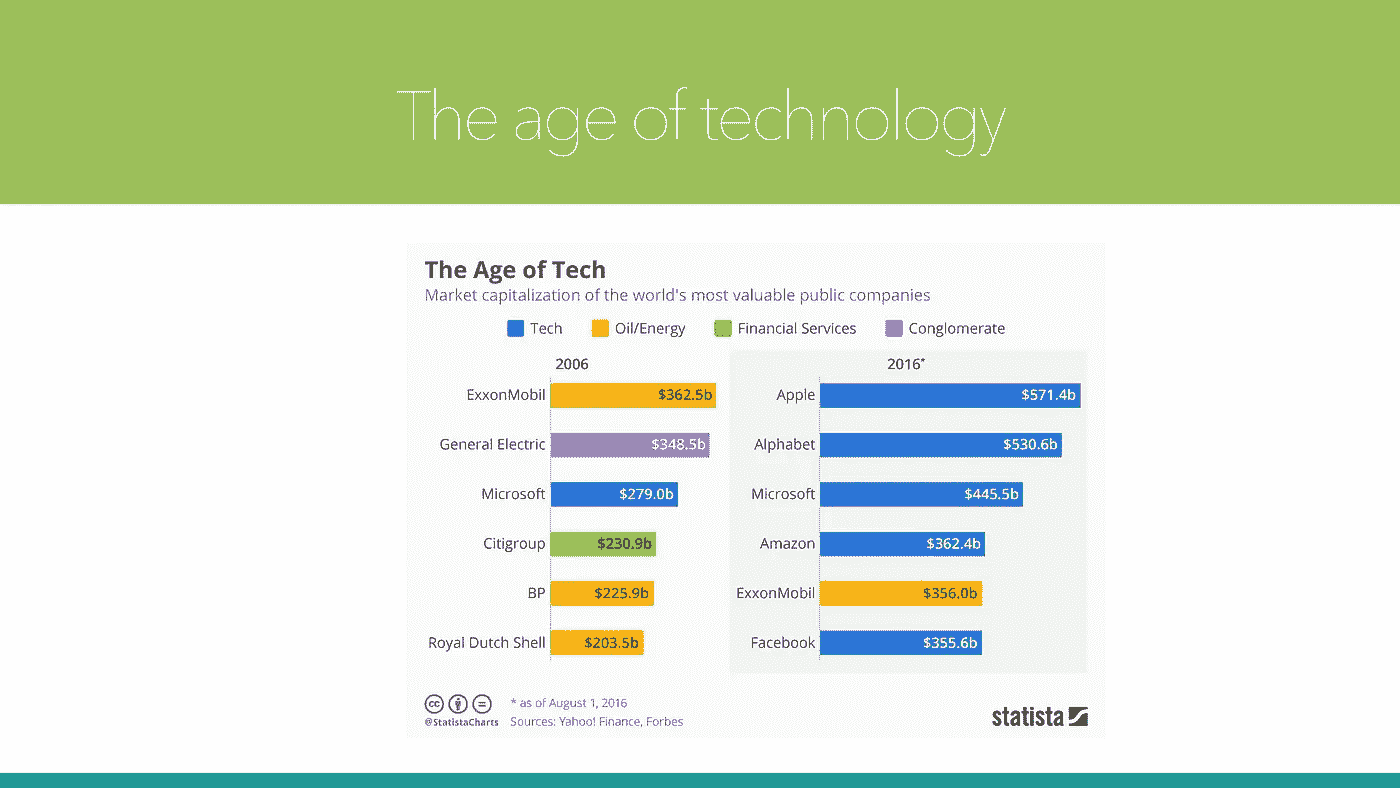 The age of technology
The Age of Tech
Market capitalization of the world's most valuable public companies
Tech Oil/Energy Financial Services Conglomerate
2006
ExxonMobil $362.5b
General Electric $348.5b
Microsoft $279.0b
Citigroup $230.9b
BP $225.9b
Royal Dutch Shell $203.5b
2016*
Apple $571.4b
Alphabet $530.6b
Microsoft $445.5b
Amazon $362.4b
ExxonMobil $356.0b
Facebook $355.6b
cc
@StatistaCharts
* as of August 1, 2016
Sources: Yahoo! Finance, Forbes
statista